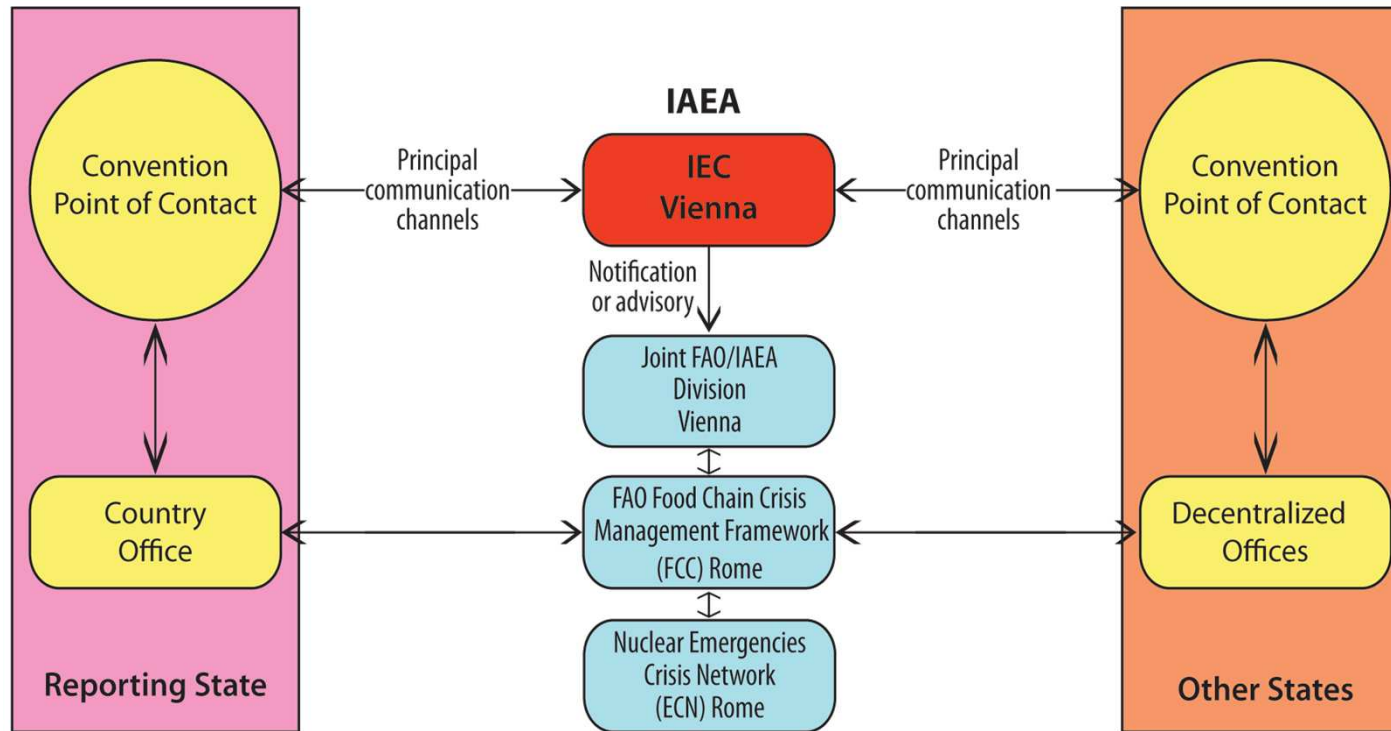 Convention
Point of Contact
Country
Office
Reporting State
Principal
communication
channels
IAEA
IEC
Vienna
Notification
or advisory
Joint FAO/IAEA
Division
Vienna
FAO Food Chain Crisis
Management Framework
(FCC) Rome
Nuclear Emergencies
Crisis Network
(ECN) Rome
Principal
communication
channels
Convention
Point of Contact
Decentralized
Offices
Other States